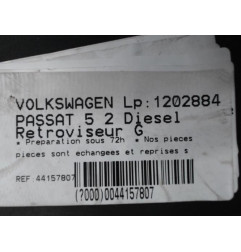 VOLKSWAGEN Lp:1202884
PASSAT 5 2 Diesel
Retroviseur G
* Preparation sous 72h * Nos pieces
pieces sont echangees et reprises s
REF 44157807
(?000)0044157807